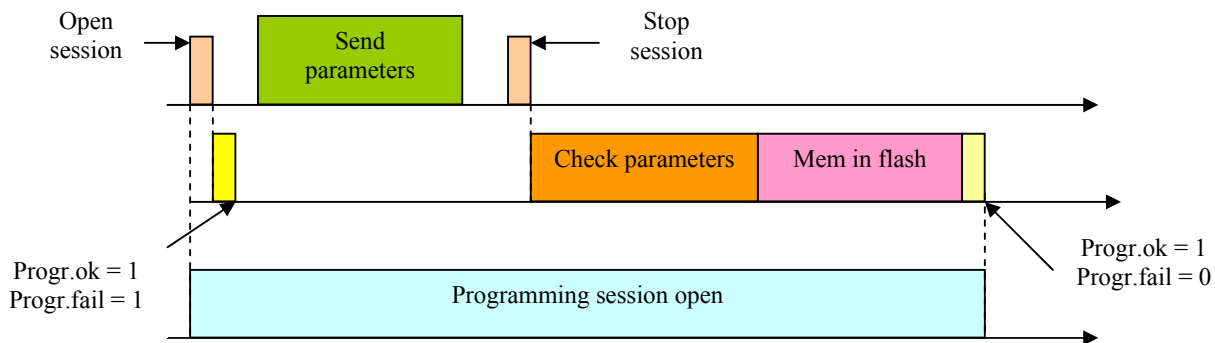 Open
session
Send
parameters
Stop
session
Check parameters
Mem in flash
Progr.ok = 1
Progr.fail = 1
Progr.ok = 1
Progr.fail = 0
Programming session open